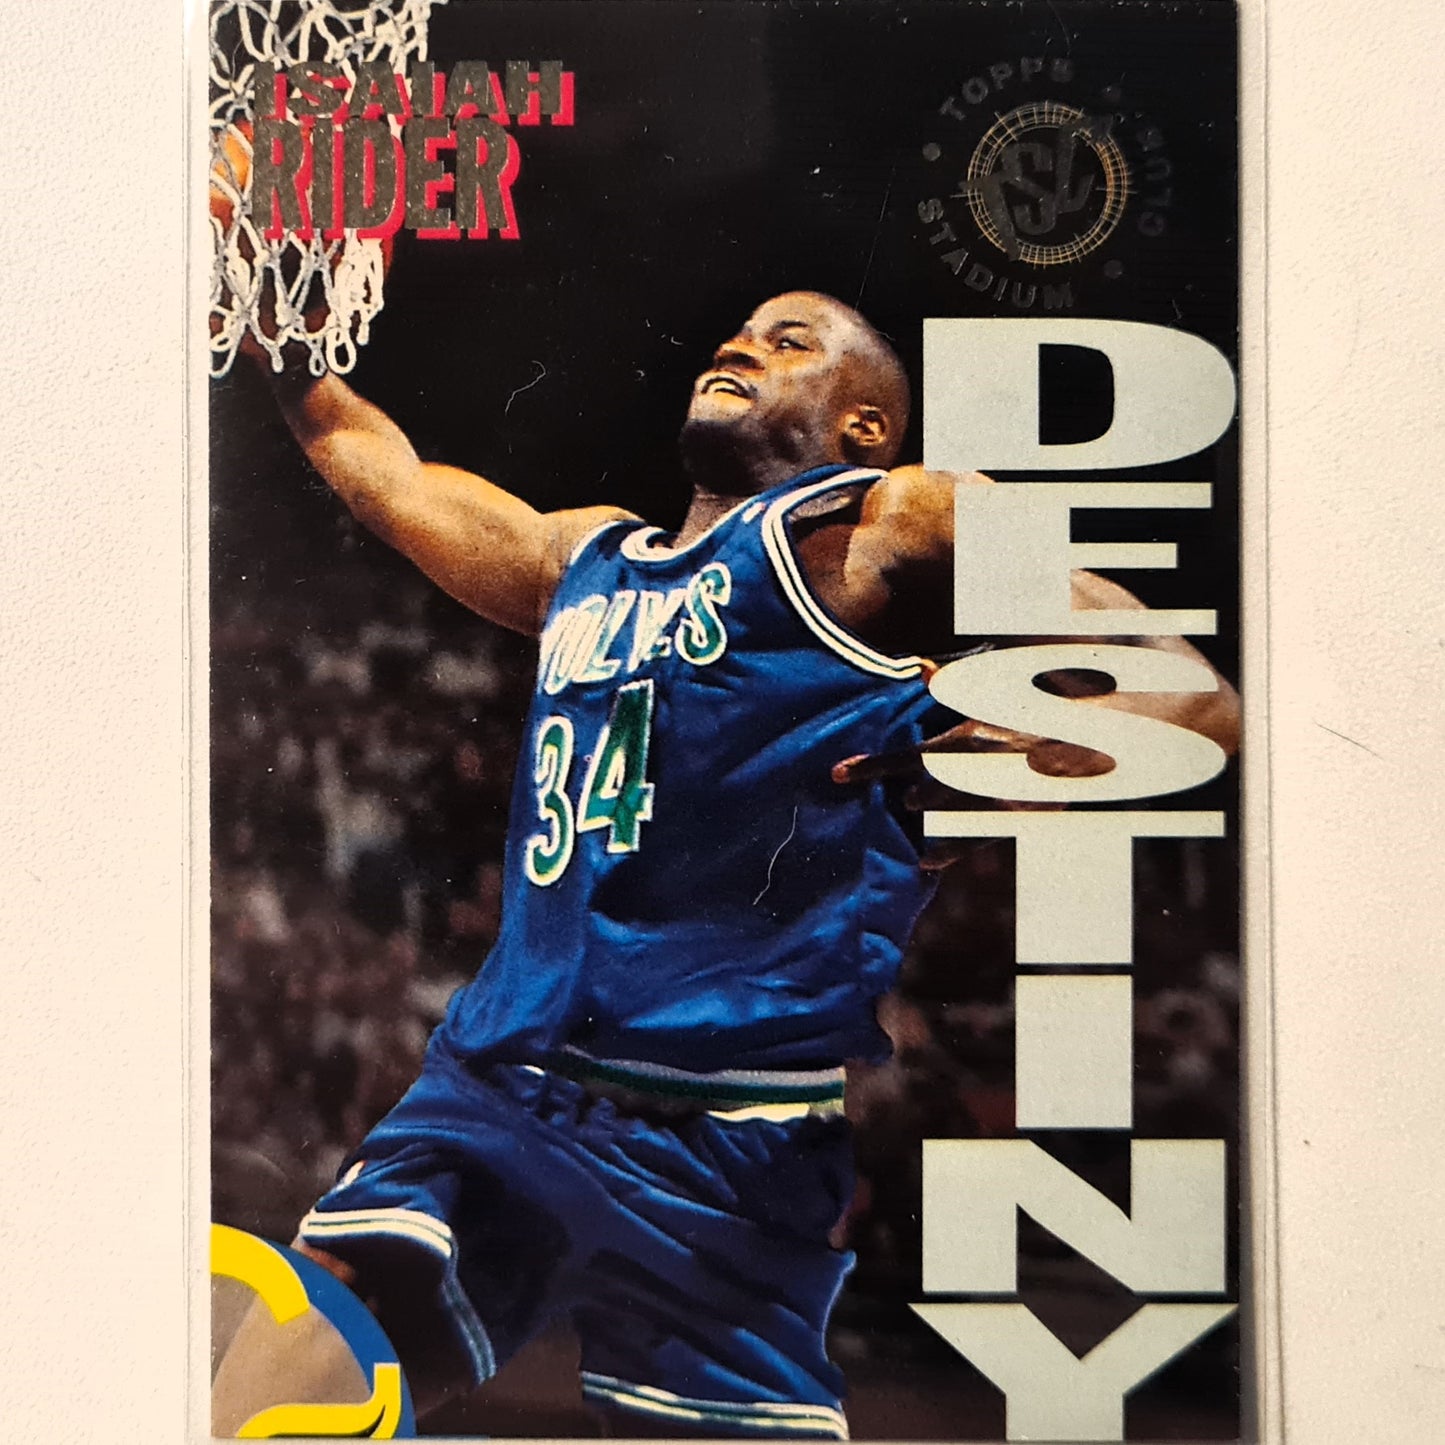 ISAIAH
RIDER
TOPPS
STADIUM
CLUB
TSC
DESTINY
WOLVES
34